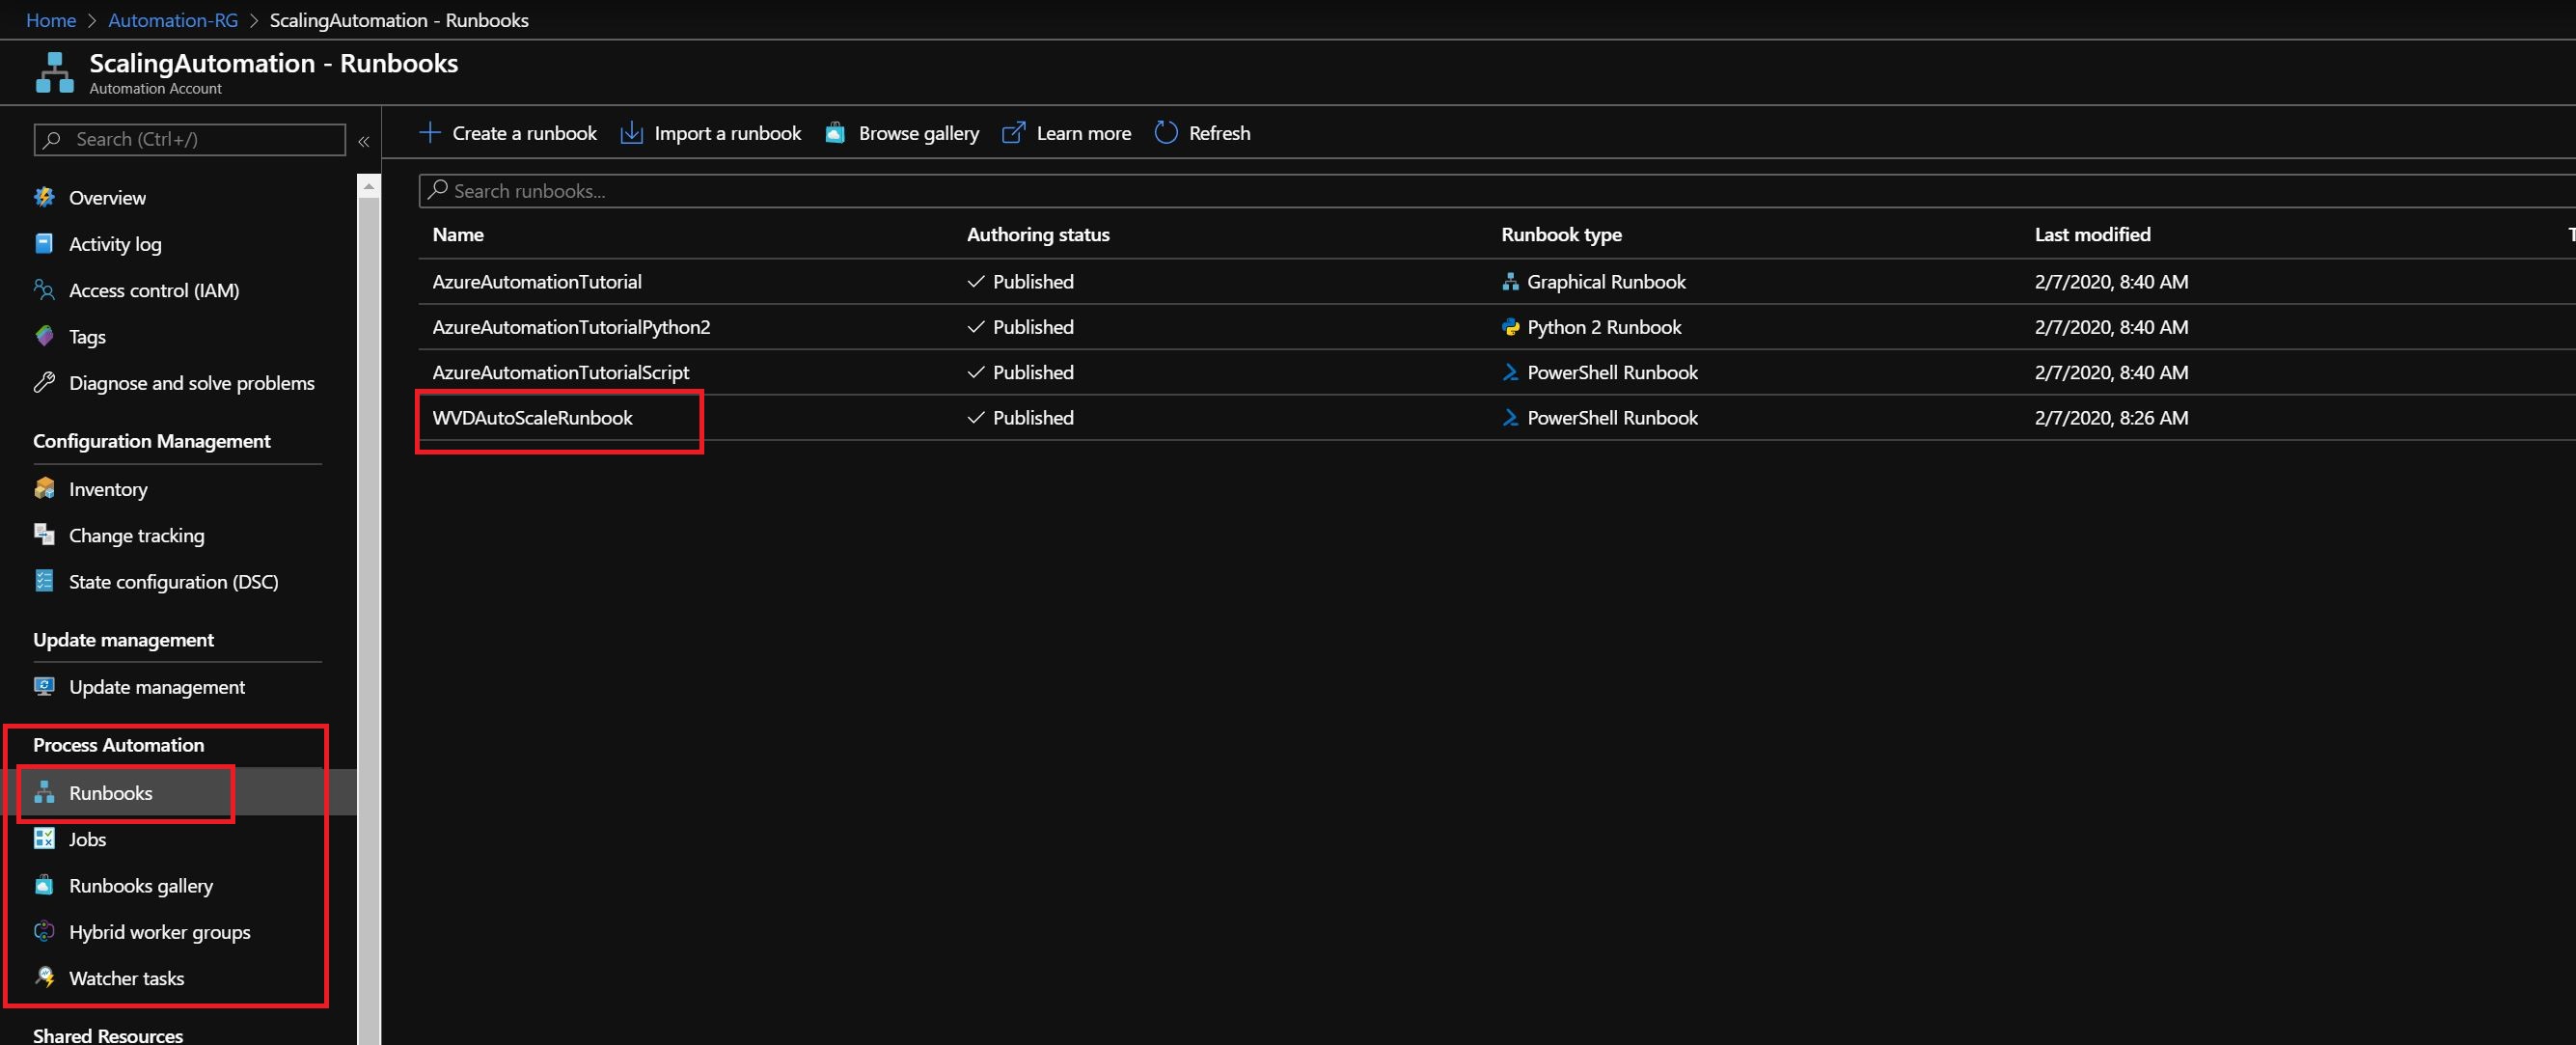 Home > Automation-RG > ScalingAutomation - Runbooks
ScalingAutomation - Runbooks
Automation Account
Search (Ctrl+/)
«
Overview
Activity log
Access control (IAM)
Tags
Diagnose and solve problems
Configuration Management
Inventory
Change tracking
State configuration (DSC)
Update management
Update management
Process Automation
Runbooks
Jobs
Runbooks gallery
Hybrid worker groups
Watcher tasks
Shared Resources
Create a runbook Import a runbook Browse gallery Learn more Refresh
Search runbooks...
Name Authoring status Runbook type Last modified T
AzureAutomationTutorial Published Graphical Runbook 2/7/2020, 8:40 AM
AzureAutomationTutorialPython2 Published Python 2 Runbook 2/7/2020, 8:40 AM
AzureAutomationTutorialScript Published PowerShell Runbook 2/7/2020, 8:40 AM
WVDAutoScaleRunbook Published PowerShell Runbook 2/7/2020, 8:26 AM